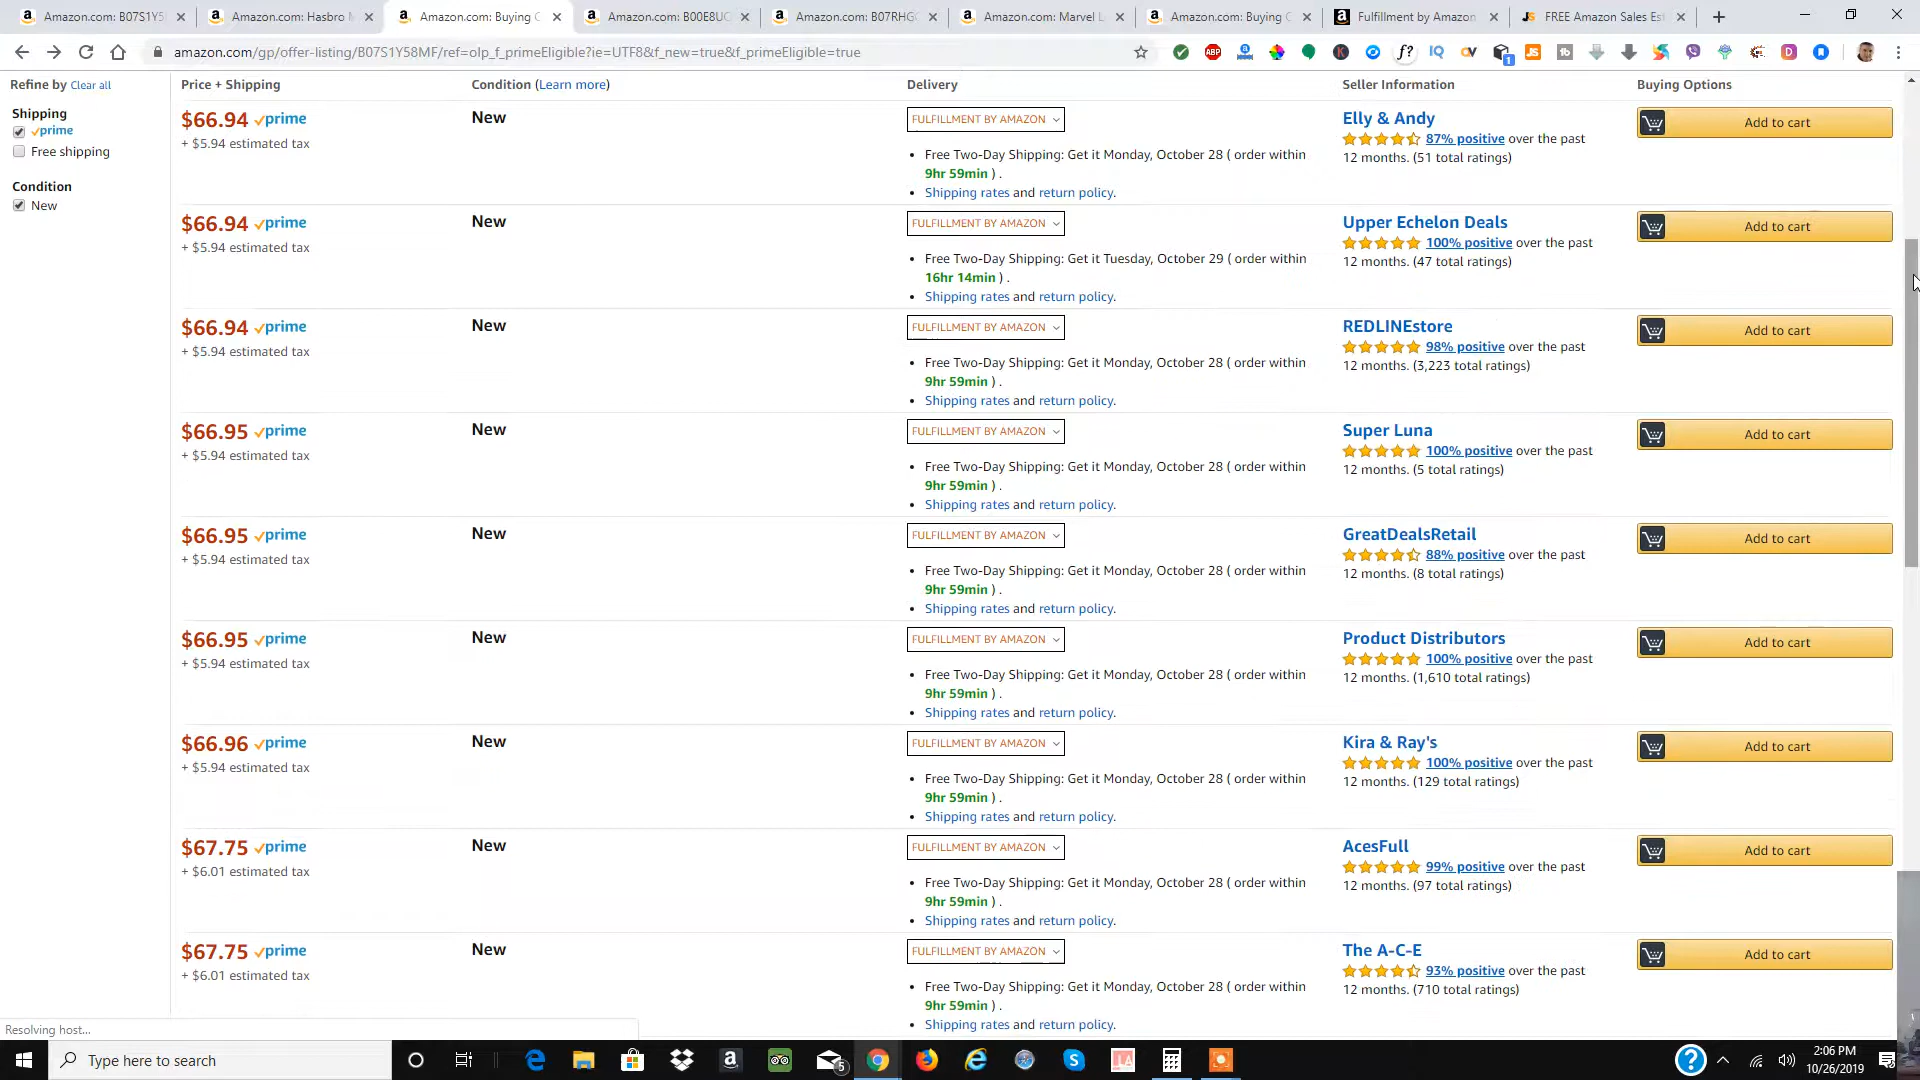 Amazon.com: B07S1Y5
Amazon.com: Hasbro M
Amazon.com: Buying C
Amazon.com: B00E8UC
Amazon.com: B07RHG
Amazon.com: Marvel L
Amazon.com: Buying C
Fulfillment by Amazon
FREE Amazon Sales Est
amazon.com/gp/offer-listing/B07S1Y58MF/ref=olp_f_primeEligible?ie=UTF8&f_new=true&f_primeEligible=true
Refine by Clear all
Shipping
prime
Free shipping
Condition
New
Price + Shipping
Condition (Learn more)
Delivery
Seller Information
Buying Options
$66.94 prime
+ $5.94 estimated tax
New
FULFILLMENT BY AMAZON
Free Two-Day Shipping: Get it Monday, October 28 ( order within
9hr 59min ) .
Shipping rates and return policy.
Elly & Andy
87% positive over the past
12 months. (51 total ratings)
Add to cart
$66.94 prime
+ $5.94 estimated tax
New
FULFILLMENT BY AMAZON
Free Two-Day Shipping: Get it Tuesday, October 29 ( order within
16hr 14min ) .
Shipping rates and return policy.
Upper Echelon Deals
100% positive over the past
12 months. (47 total ratings)
Add to cart
$66.94 prime
+ $5.94 estimated tax
New
FULFILLMENT BY AMAZON
Free Two-Day Shipping: Get it Monday, October 28 ( order within
9hr 59min ) .
Shipping rates and return policy.
REDLINEstore
98% positive over the past
12 months. (3,223 total ratings)
Add to cart
$66.95 prime
+ $5.94 estimated tax
New
FULFILLMENT BY AMAZON
Free Two-Day Shipping: Get it Monday, October 28 ( order within
9hr 59min ) .
Shipping rates and return policy.
Super Luna
100% positive over the past
12 months. (5 total ratings)
Add to cart
$66.95 prime
+ $5.94 estimated tax
New
FULFILLMENT BY AMAZON
Free Two-Day Shipping: Get it Monday, October 28 ( order within
9hr 59min ) .
Shipping rates and return policy.
GreatDealsRetail
88% positive over the past
12 months. (8 total ratings)
Add to cart
$66.95 prime
+ $5.94 estimated tax
New
FULFILLMENT BY AMAZON
Free Two-Day Shipping: Get it Monday, October 28 ( order within
9hr 59min ) .
Shipping rates and return policy.
Product Distributors
100% positive over the past
12 months. (1,610 total ratings)
Add to cart
$66.96 prime
+ $5.94 estimated tax
New
FULFILLMENT BY AMAZON
Free Two-Day Shipping: Get it Monday, October 28 ( order within
9hr 59min ) .
Shipping rates and return policy.
Kira & Ray's
100% positive over the past
12 months. (129 total ratings)
Add to cart
$67.75 prime
+ $6.01 estimated tax
New
FULFILLMENT BY AMAZON
Free Two-Day Shipping: Get it Monday, October 28 ( order within
9hr 59min ) .
Shipping rates and return policy.
AcesFull
99% positive over the past
12 months. (97 total ratings)
Add to cart
$67.75 prime
+ $6.01 estimated tax
New
FULFILLMENT BY AMAZON
Free Two-Day Shipping: Get it Monday, October 28 ( order within
9hr 59min ) .
Shipping rates and return policy.
The A-C-E
93% positive over the past
12 months. (710 total ratings)
Add to cart
Resolving host...
Type here to search
2:06 PM
10/26/2019